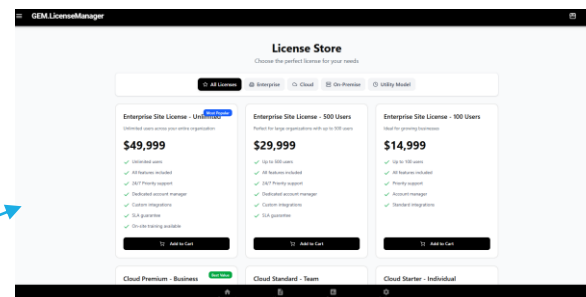 GEM.LicenseManager
License Store
Choose the perfect license for your needs
All Licenses
Enterprise
Cloud
On-Premise
Utility Model
Most Popular
Enterprise Site License - Unlimited
Unlimited users across your entire organization
$49,999
Unlimited users
All features included
24/7 Priority support
Dedicated account manager
Custom integrations
SLA guarantee
On-site training available
Add to Cart
Enterprise Site License - 500 Users
Perfect for large organizations with up to 500 users
$29,999
Up to 500 users
All features included
24/7 Priority support
Dedicated account manager
Custom integrations
SLA guarantee
Add to Cart
Enterprise Site License - 100 Users
Ideal for growing businesses
$14,999
Up to 100 users
All features included
Priority support
Account manager
Standard integrations
Add to Cart
Cloud Premium - Business
Best Value
Cloud Standard - Team
Cloud Starter - Individual